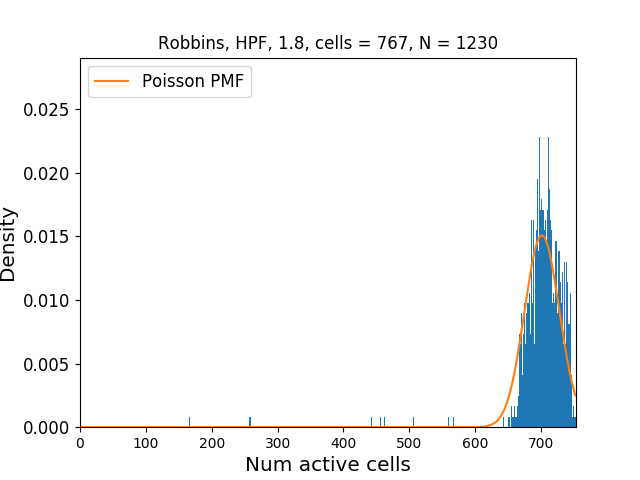 Robbins, HPF, 1.8, cells = 767, N = 1230
Poisson PMF
0.025
0.020
0.015
0.010
0.005
0.000
Density
0 100 200 300 400 500 600 700
Num active cells